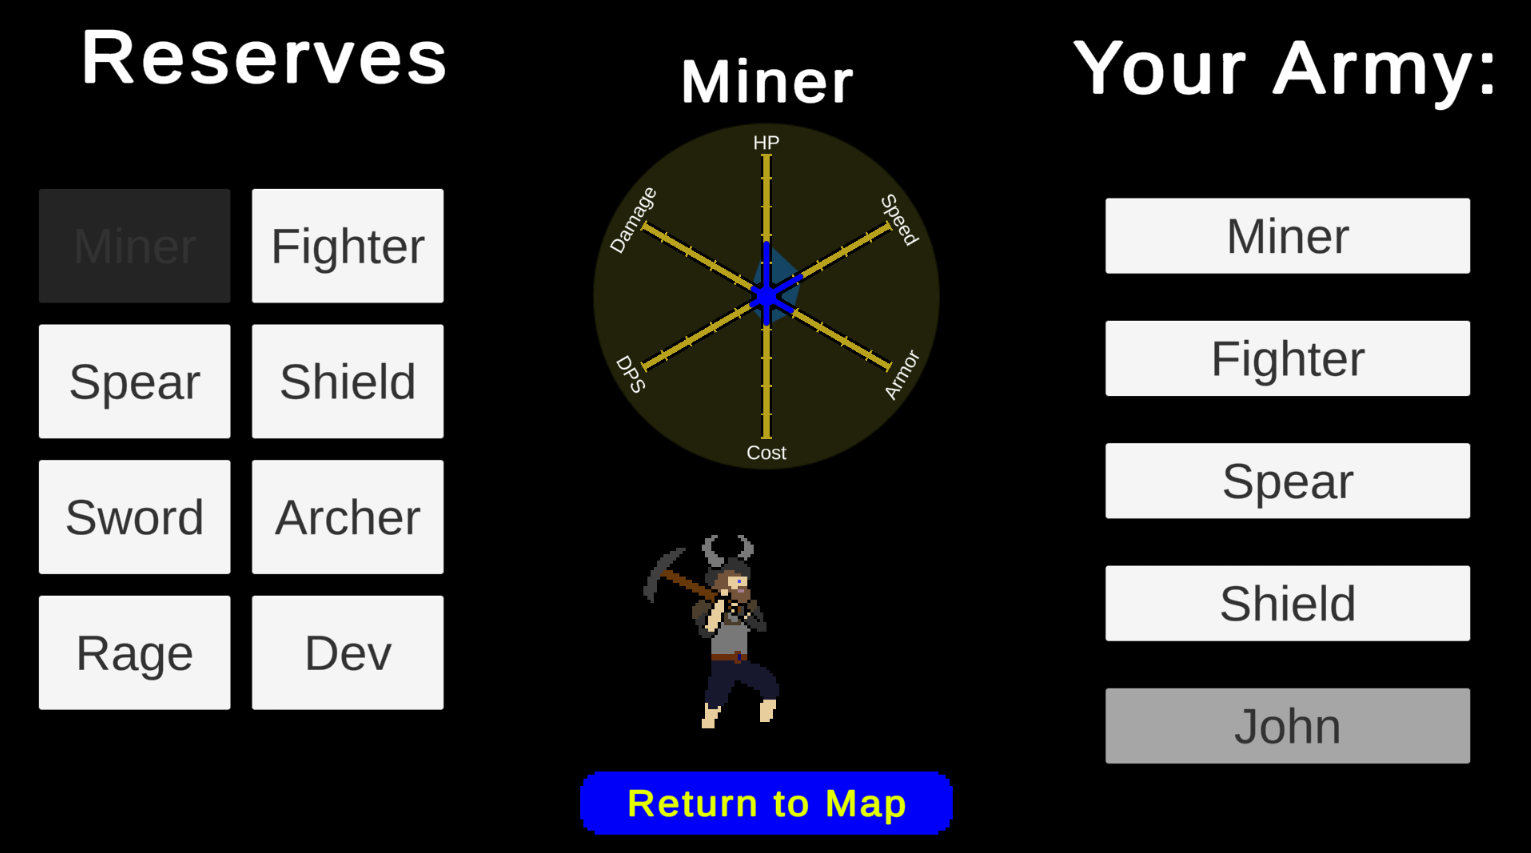 Reserves
Miner
Fighter
Spear
Shield
Sword
Archer
Rage
Dev
Miner
HP
Speed
Armor
Cost
DPS
Damage
Return to Map
Your Army:
Miner
Fighter
Spear
Shield
John